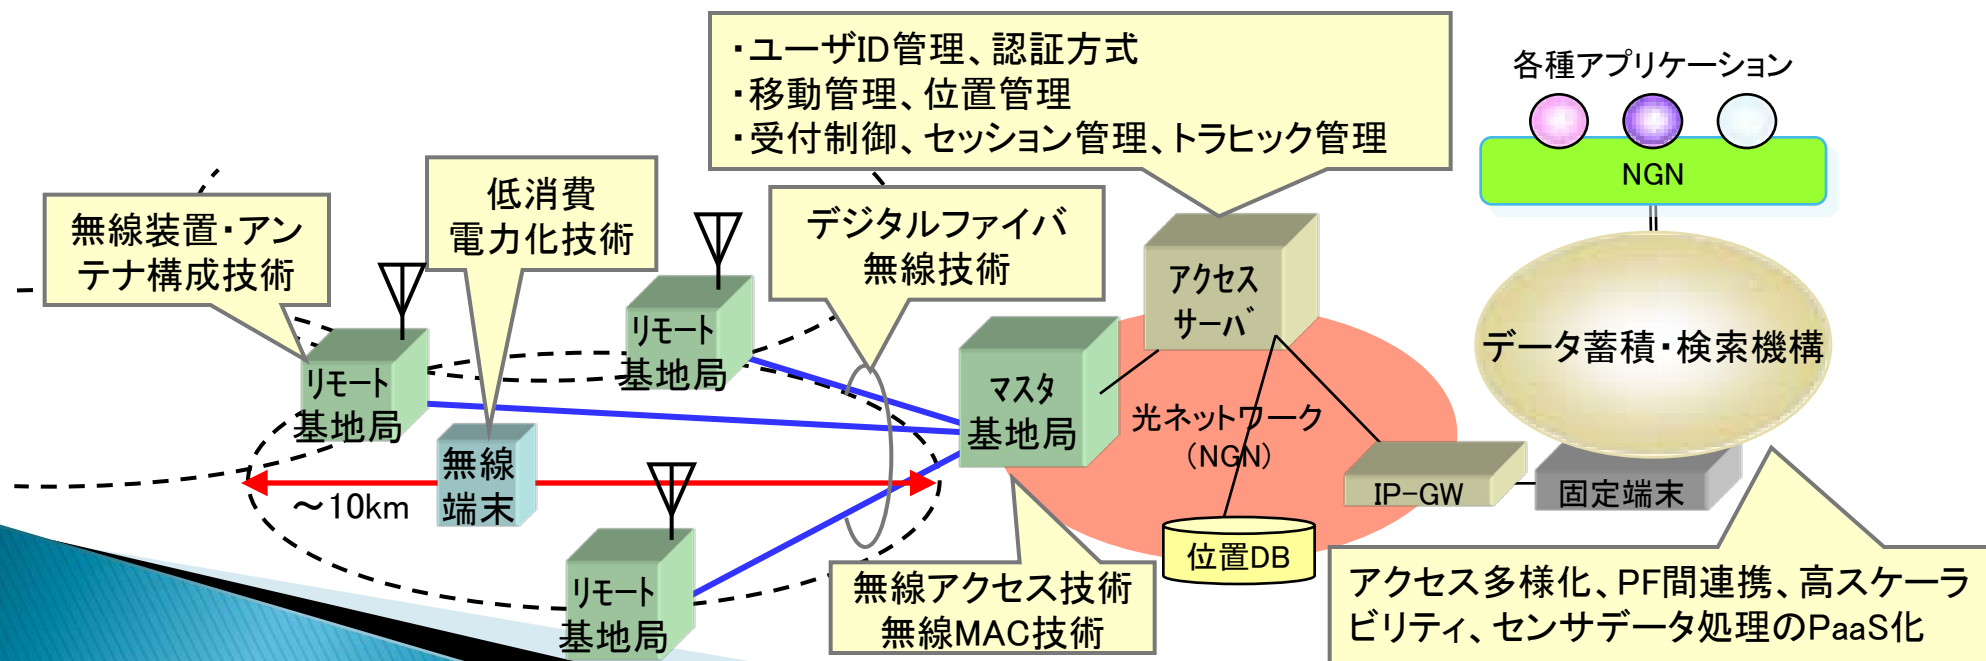 ・ユーザID管理、認証方式
・移動管理、位置管理
・受付制御、セッション管理、トラヒック管理
各種アプリケーション
NGN
無線装置・アン
テナ構成技術
低消費
電力化技術
デジタルファイバ
無線技術
アクセス
サーバ
リモート
基地局
リモート
基地局
マスタ
基地局
データ蓄積・検索機構
光ネットワーク
(NGN)
無線
端末
～10km
IP-GW
固定端末
位置DB
リモート
基地局
無線アクセス技術
無線MAC技術
アクセス多様化、PF間連携、高スケーラ
ビリティ、センサデータ処理のPaaS化